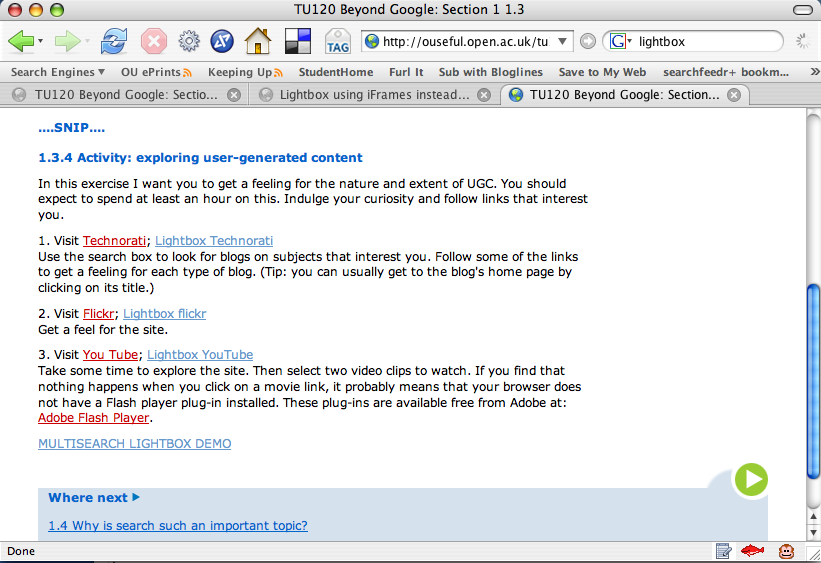 TU120 Beyond Google: Section 1 1.3
TAG
http://ouseful.open.ac.uk/tu
G
lightbox
Search Engines
OU ePrints
Keeping Up
StudentHome
Furl It
Sub with Bloglines
Save to My Web
searchfeedr+ bookm...
»
TU120 Beyond Google: Sectio...
Lightbox using iFrames instead...
TU120 Beyond Google: Section...
....SNIP....
1.3.4 Activity: exploring user-generated content
In this exercise I want you to get a feeling for the nature and extent of UGC. You should
expect to spend at least an hour on this. Indulge your curiosity and follow links that interest
you.
1. Visit Technorati; Lightbox Technorati
Use the search box to look for blogs on subjects that interest you. Follow some of the links
to get a feeling for each type of blog. (Tip: you can usually get to the blog's home page by
clicking on its title.)
2. Visit Flickr; Lightbox flickr
Get a feel for the site.
3. Visit You Tube; Lightbox YouTube
Take some time to explore the site. Then select two video clips to watch. If you find that
nothing happens when you click on a movie link, it probably means that your browser does
not have a Flash player plug-in installed. These plug-ins are available free from Adobe at:
Adobe Flash Player.
MULTISEARCH LIGHTBOX DEMO
Where next
1.4 Why is search such an important topic?
Done